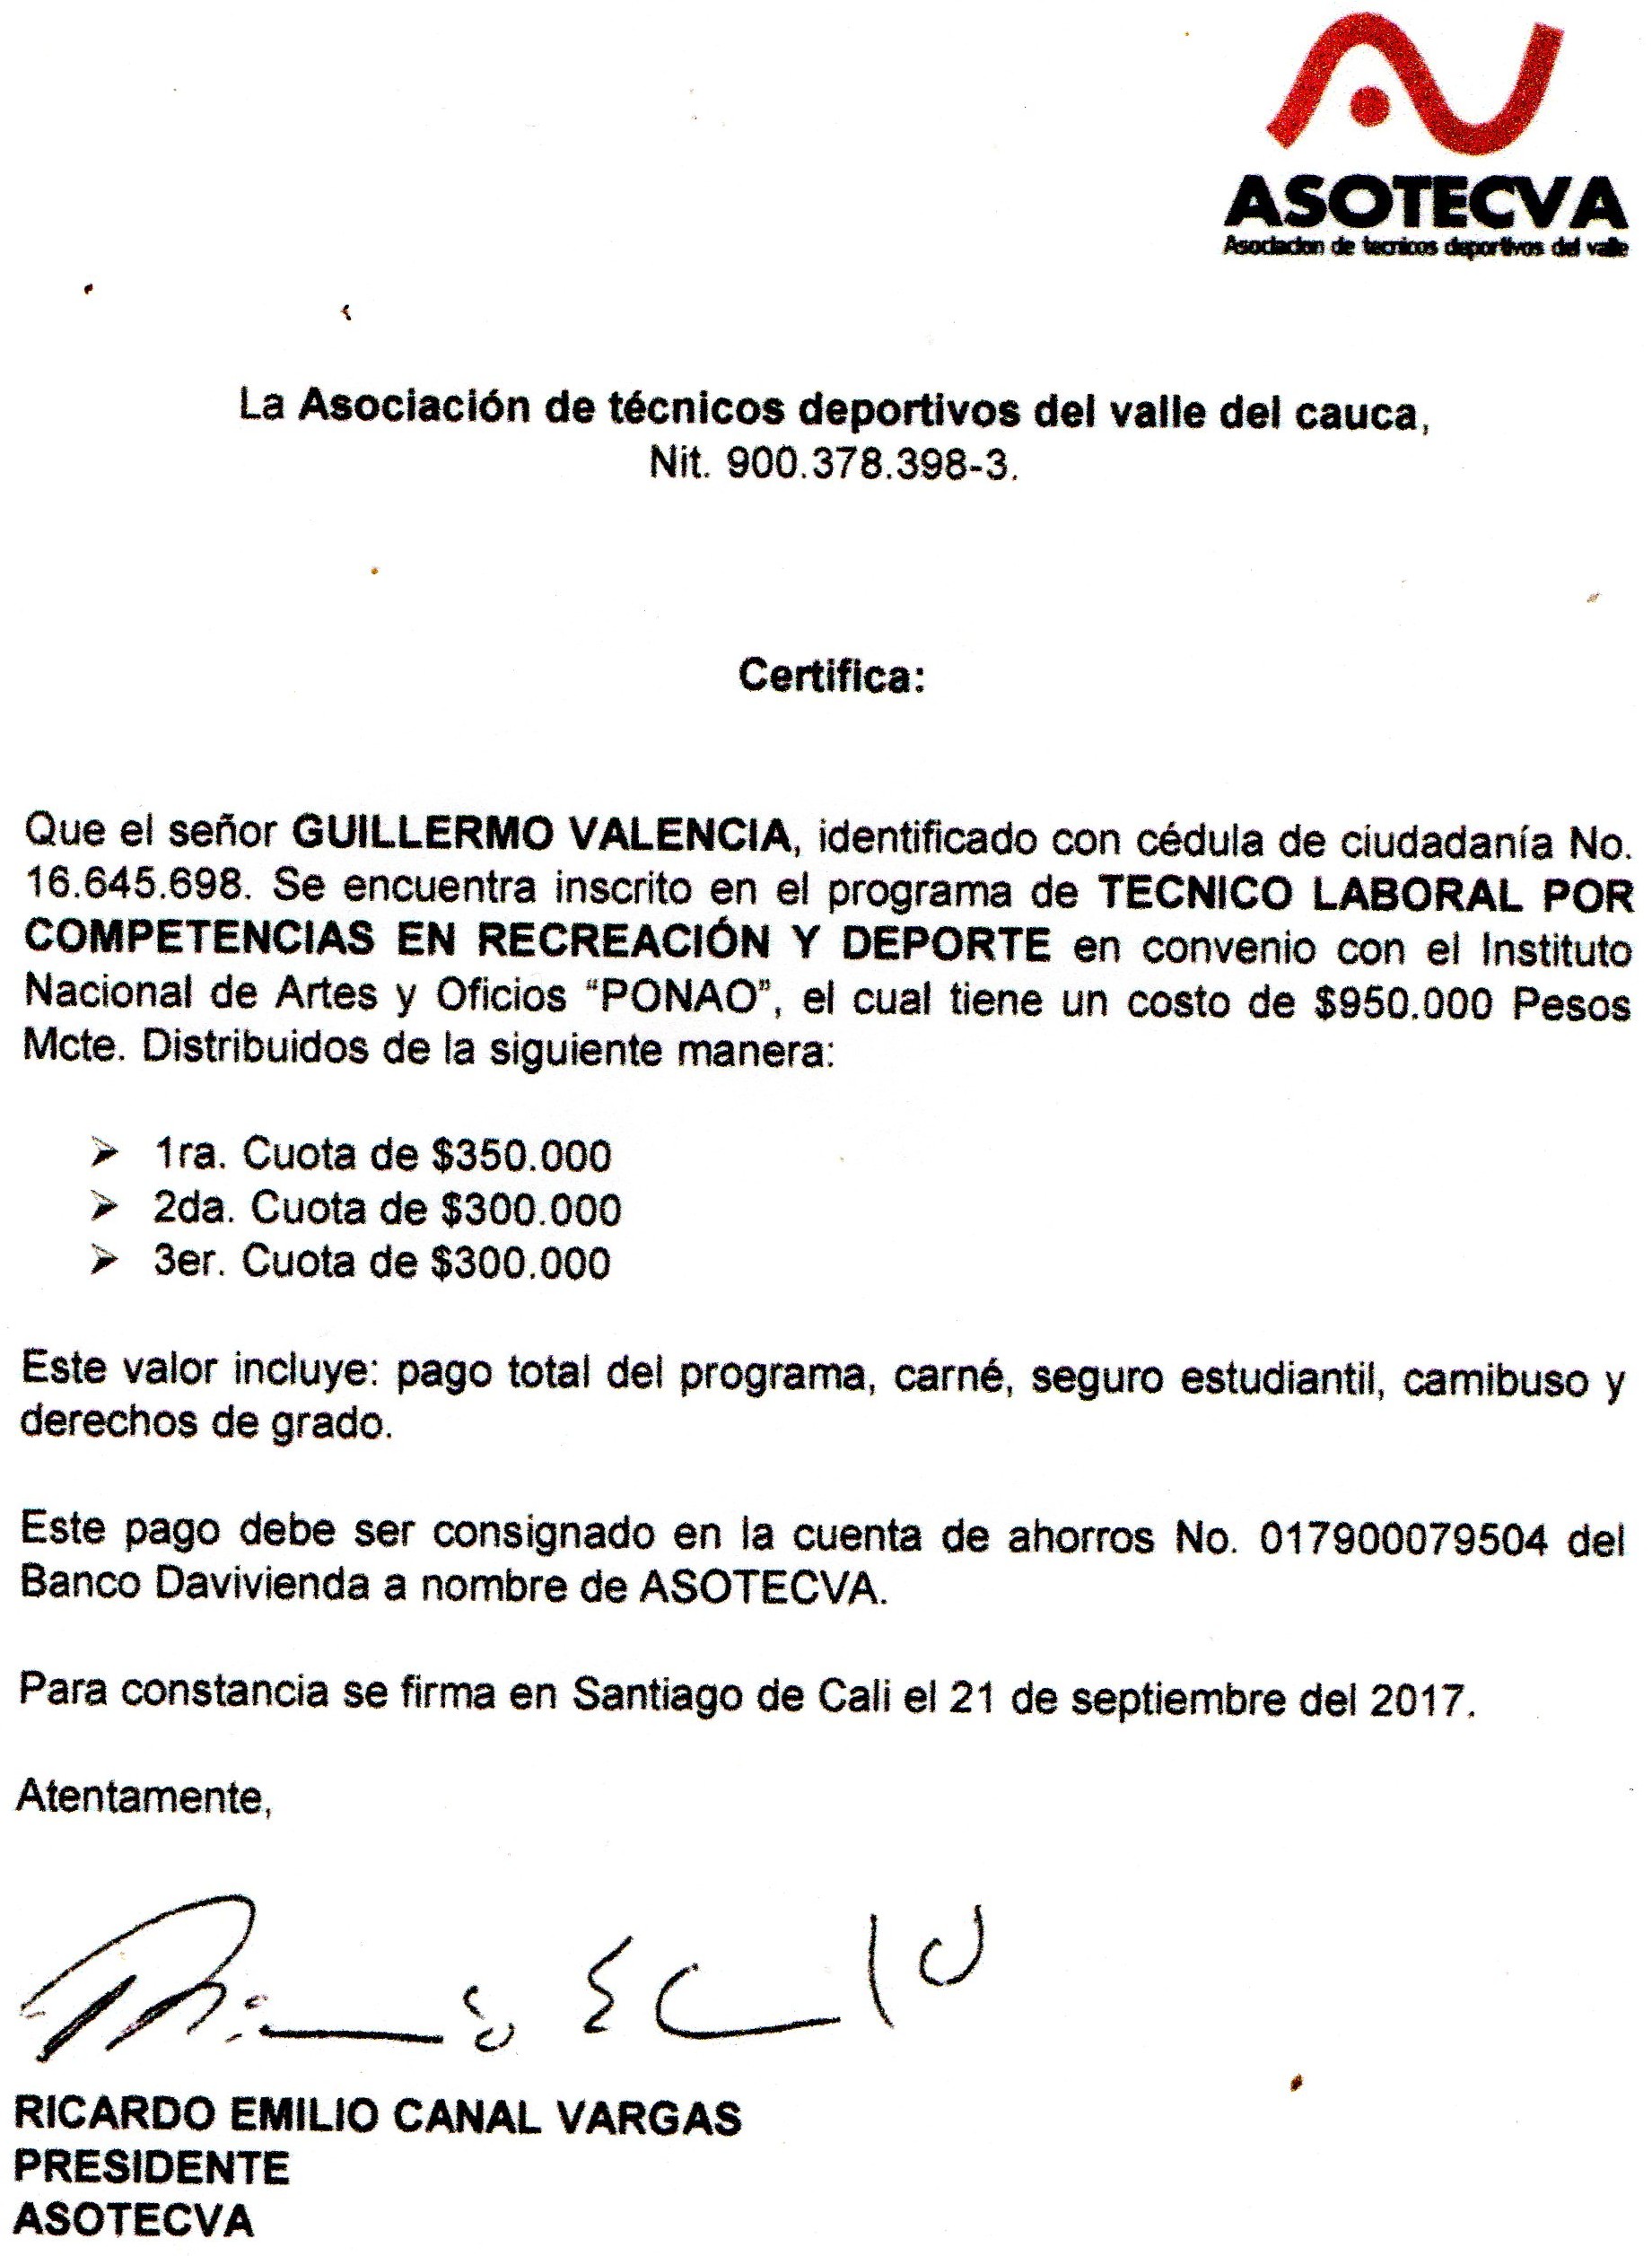 ASOTECVA
Asociacion de tecnicos deportivos del valle
La Asociación de técnicos deportivos del valle del cauca,
Nit. 900.378.398-3.
Certifica:
Que el señor GUILLERMO VALENCIA, identificado con cédula de ciudadanía No.
16.645.698. Se encuentra inscrito en el programa de TECNICO LABORAL POR
COMPETENCIAS EN RECREACIÓN Y DEPORTE en convenio con el Instituto
Nacional de Artes y Oficios “PONAO”, el cual tiene un costo de $950.000 Pesos
Mcte. Distribuidos de la siguiente manera:
➢ 1ra. Cuota de $350.000
➢ 2da. Cuota de $300.000
➢ 3er. Cuota de $300.000
Este valor incluye: pago total del programa, carné, seguro estudiantil, camibuso y
derechos de grado.
Este pago debe ser consignado en la cuenta de ahorros No. 017900079504 del
Banco Davivienda a nombre de ASOTECVA.
Para constancia se firma en Santiago de Cali el 21 de septiembre del 2017.
Atentamente,
RICARDO EMILIO CANAL VARGAS
PRESIDENTE
ASOTECVA